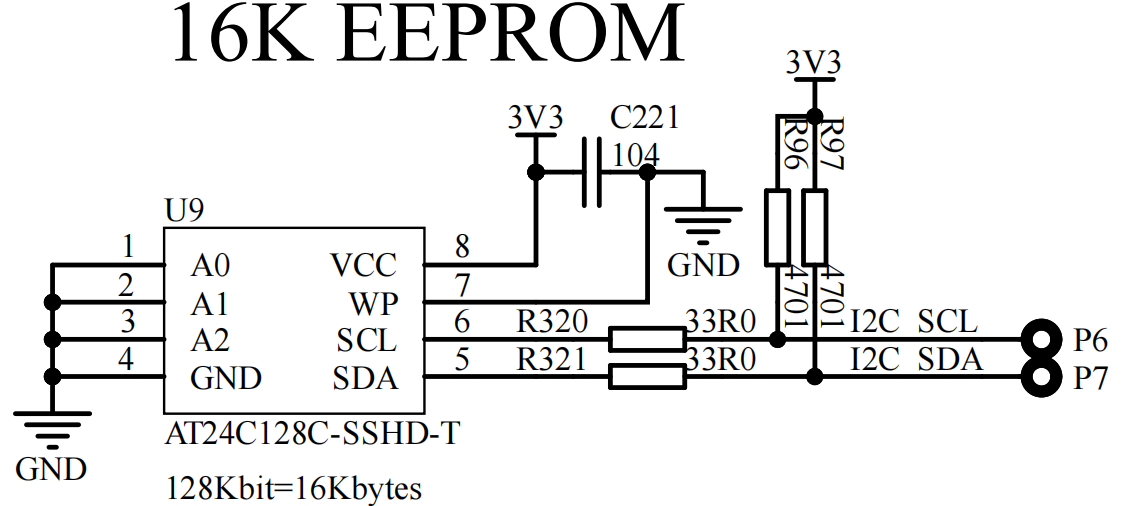 16K EEPROM
3V3
3V3
C221
104
R96
R97
U9
GND
1
A0
VCC
8
2
A1
WP
7
3
A2
SCL
6
R320
33R0
4701
4701
I2C SCL
P6
4
GND
SDA
5
R321
33R0
I2C SDA
P7
AT24C128C-SSHD-T
GND
128Kbit=16Kbytes